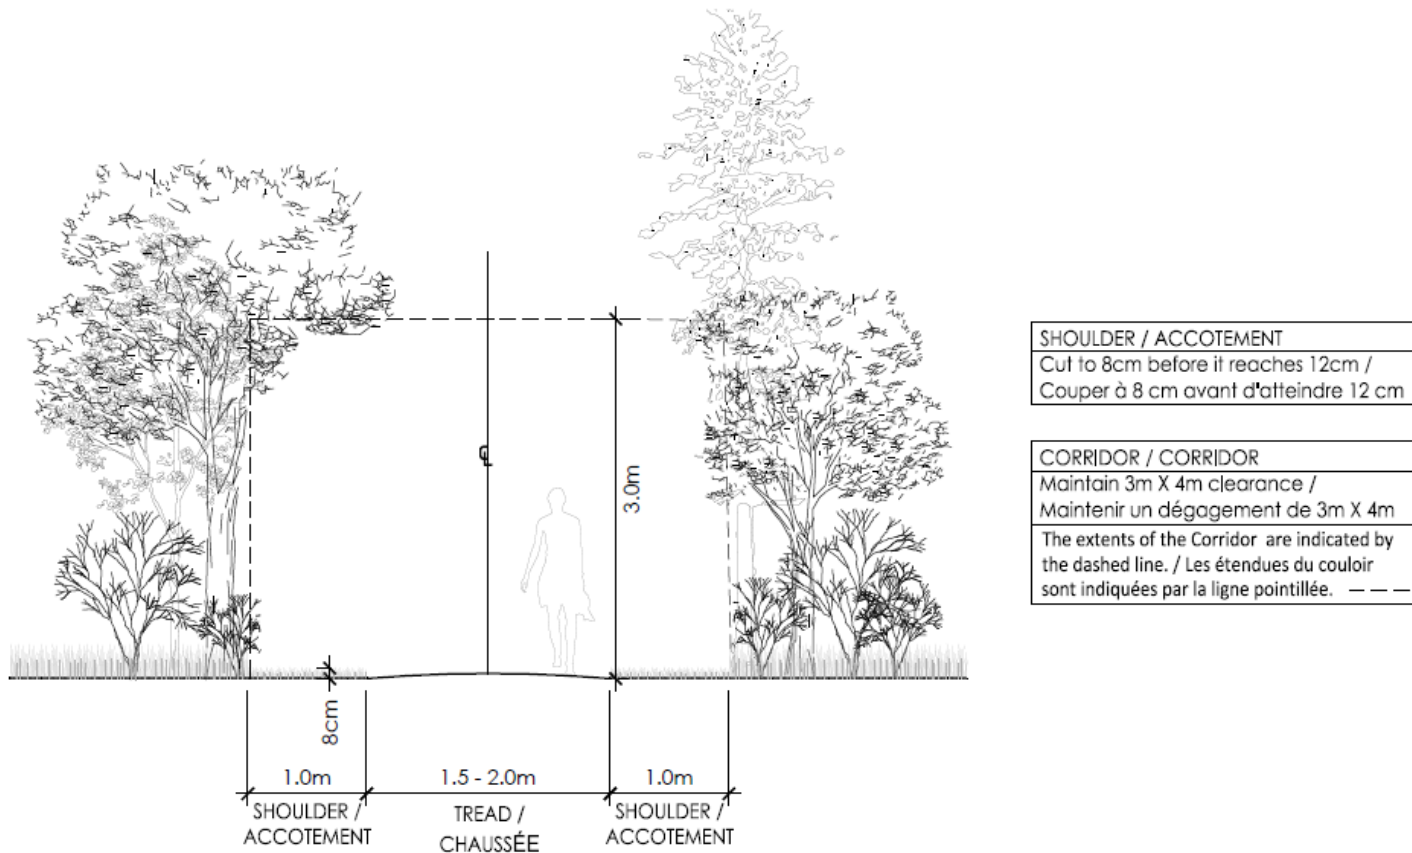 SHOULDER / ACCOTEMENT
Cut to 8cm before it reaches 12cm /
Couper à 8 cm avant d'atteindre 12 cm
CORRIDOR / CORRIDOR
Maintain 3m X 4m clearance /
Maintenir un dégagement de 3m X 4m
The extents of the Corridor are indicated by
the dashed line. / Les étendues du couloir
sont indiquées par la ligne pointillée.
3.0m
8cm
1.0m
1.5 - 2.0m
1.0m
SHOULDER /
ACCOTEMENT
TREAD /
CHAUSSÉE
SHOULDER /
ACCOTEMENT